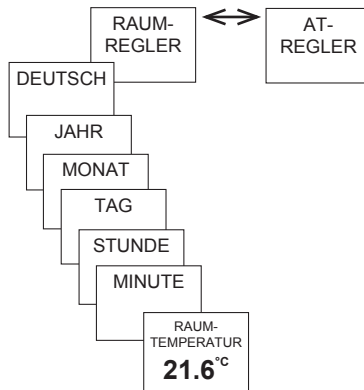 RAUM-
REGLER
AT-
REGLER
DEUTSCH
JAHR
MONAT
TAG
STUNDE
MINUTE
RAUM-
TEMPERATUR
21.6°C